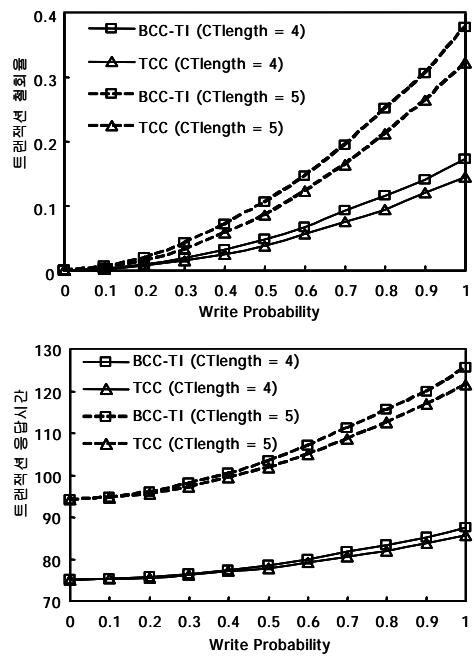 0.4
0.3
0.2
0.1
0
트랜잭션 철회율
BCC-TI (CTlength = 4)
TCC (CTlength = 4)
BCC-TI (CTlength = 5)
TCC (CTlength = 5)
0 0.1 0.2 0.3 0.4 0.5 0.6 0.7 0.8 0.9 1
Write Probability
130
120
110
100
90
80
70
트랜잭션 응답시간
BCC-TI (CTlength = 4)
TCC (CTlength = 4)
BCC-TI (CTlength = 5)
TCC (CTlength = 5)
0 0.1 0.2 0.3 0.4 0.5 0.6 0.7 0.8 0.9 1
Write Probability